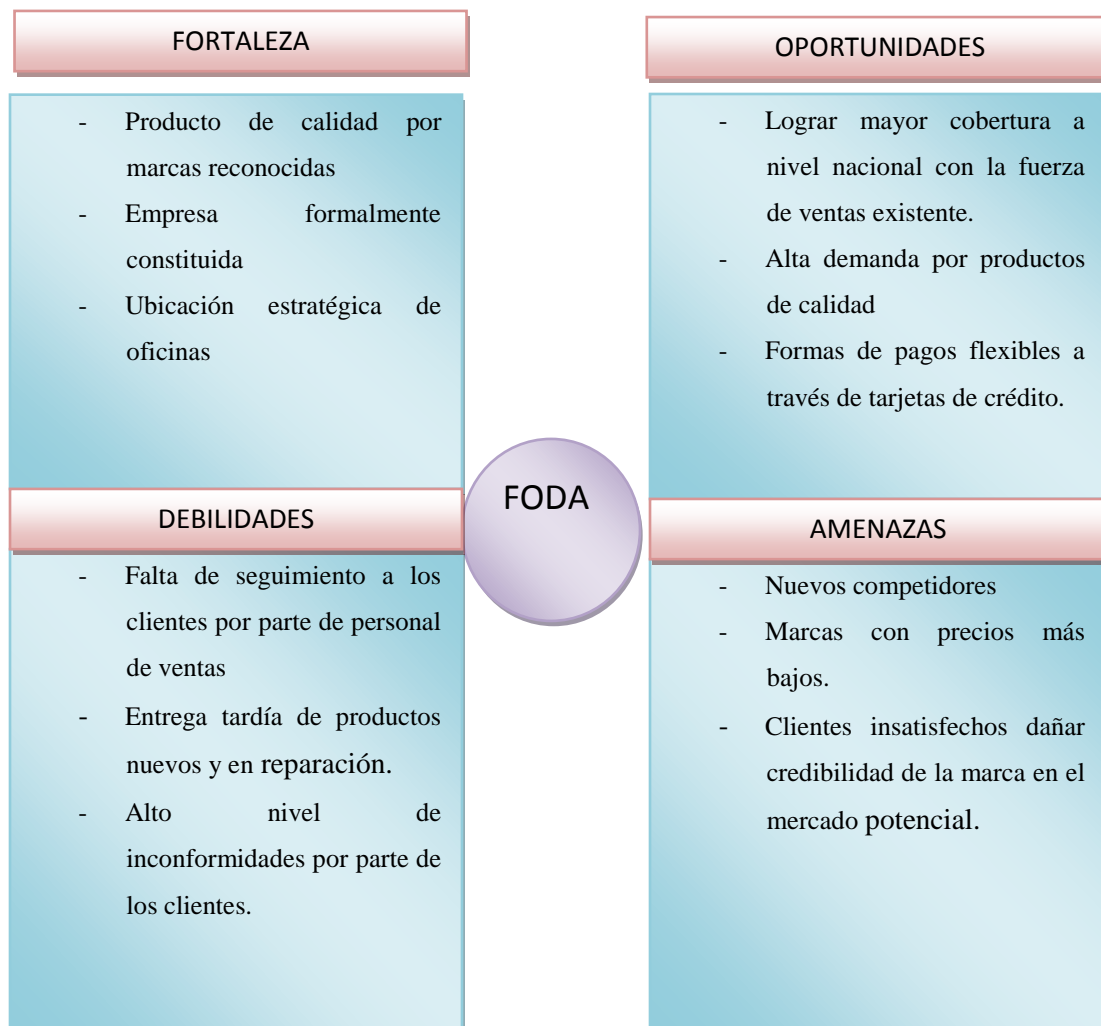 FORTALEZA
- Producto de calidad por
marcas reconocidas
- Empresa formalmente
constituida
- Ubicación estratégica de
oficinas
OPORTUNIDADES
- Lograr mayor cobertura a
nivel nacional con la fuerza
de ventas existente.
- Alta demanda por productos
de calidad
- Formas de pagos flexibles a
través de tarjetas de crédito.
FODA
DEBILIDADES
- Falta de seguimiento a los
clientes por parte de personal
de ventas
- Entrega tardía de productos
nuevos y en reparación.
- Alto nivel de
inconformidades por parte de
los clientes.
AMENAZAS
- Nuevos competidores
- Marcas con precios más
bajos.
- Clientes insatisfechos dañar
credibilidad de la marca en el
mercado potencial.